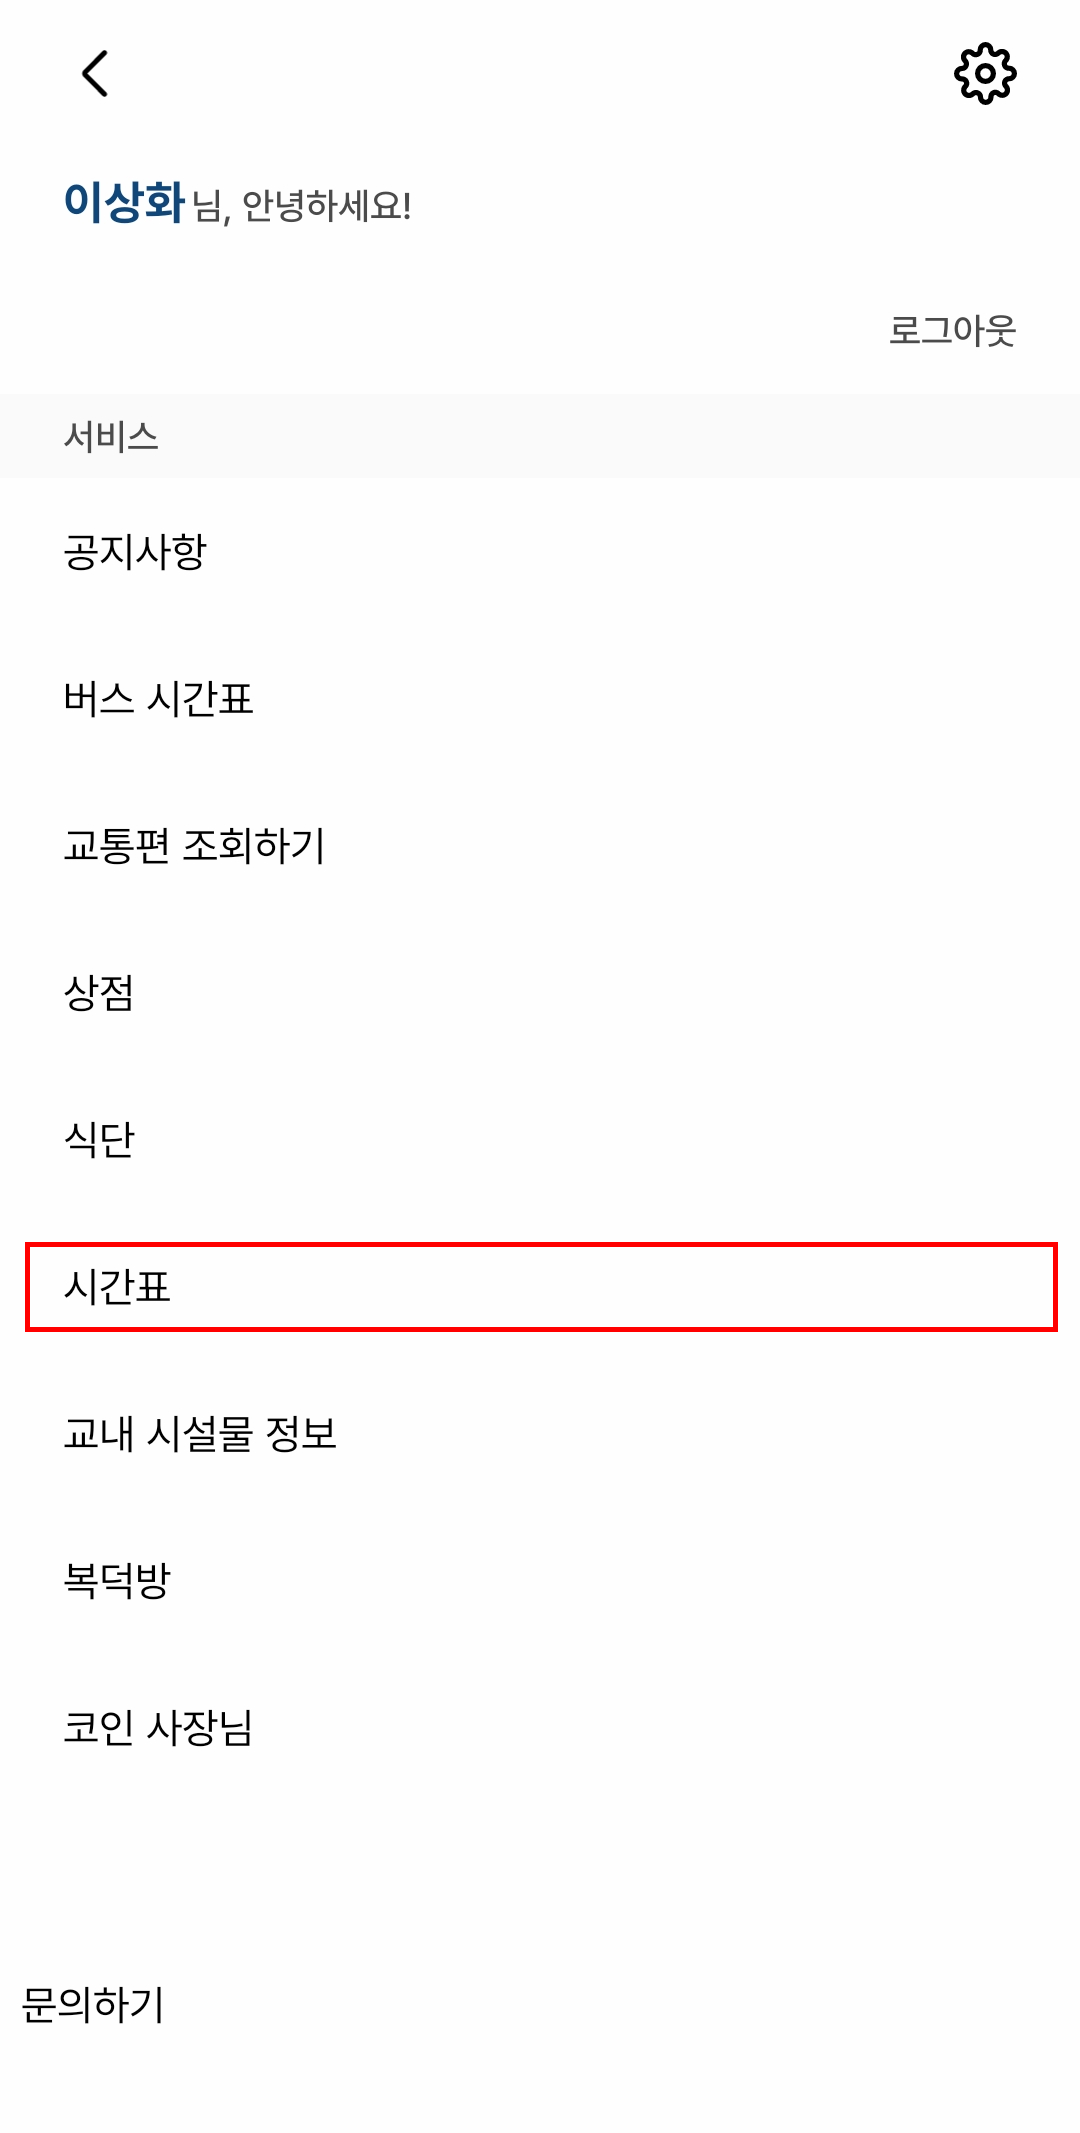 이상화님, 안녕하세요!
로그아웃
서비스
공지사항
버스 시간표
교통편 조회하기
상점
식단
시간표
교내 시설물 정보
복덕방
코인 사장님
문의하기